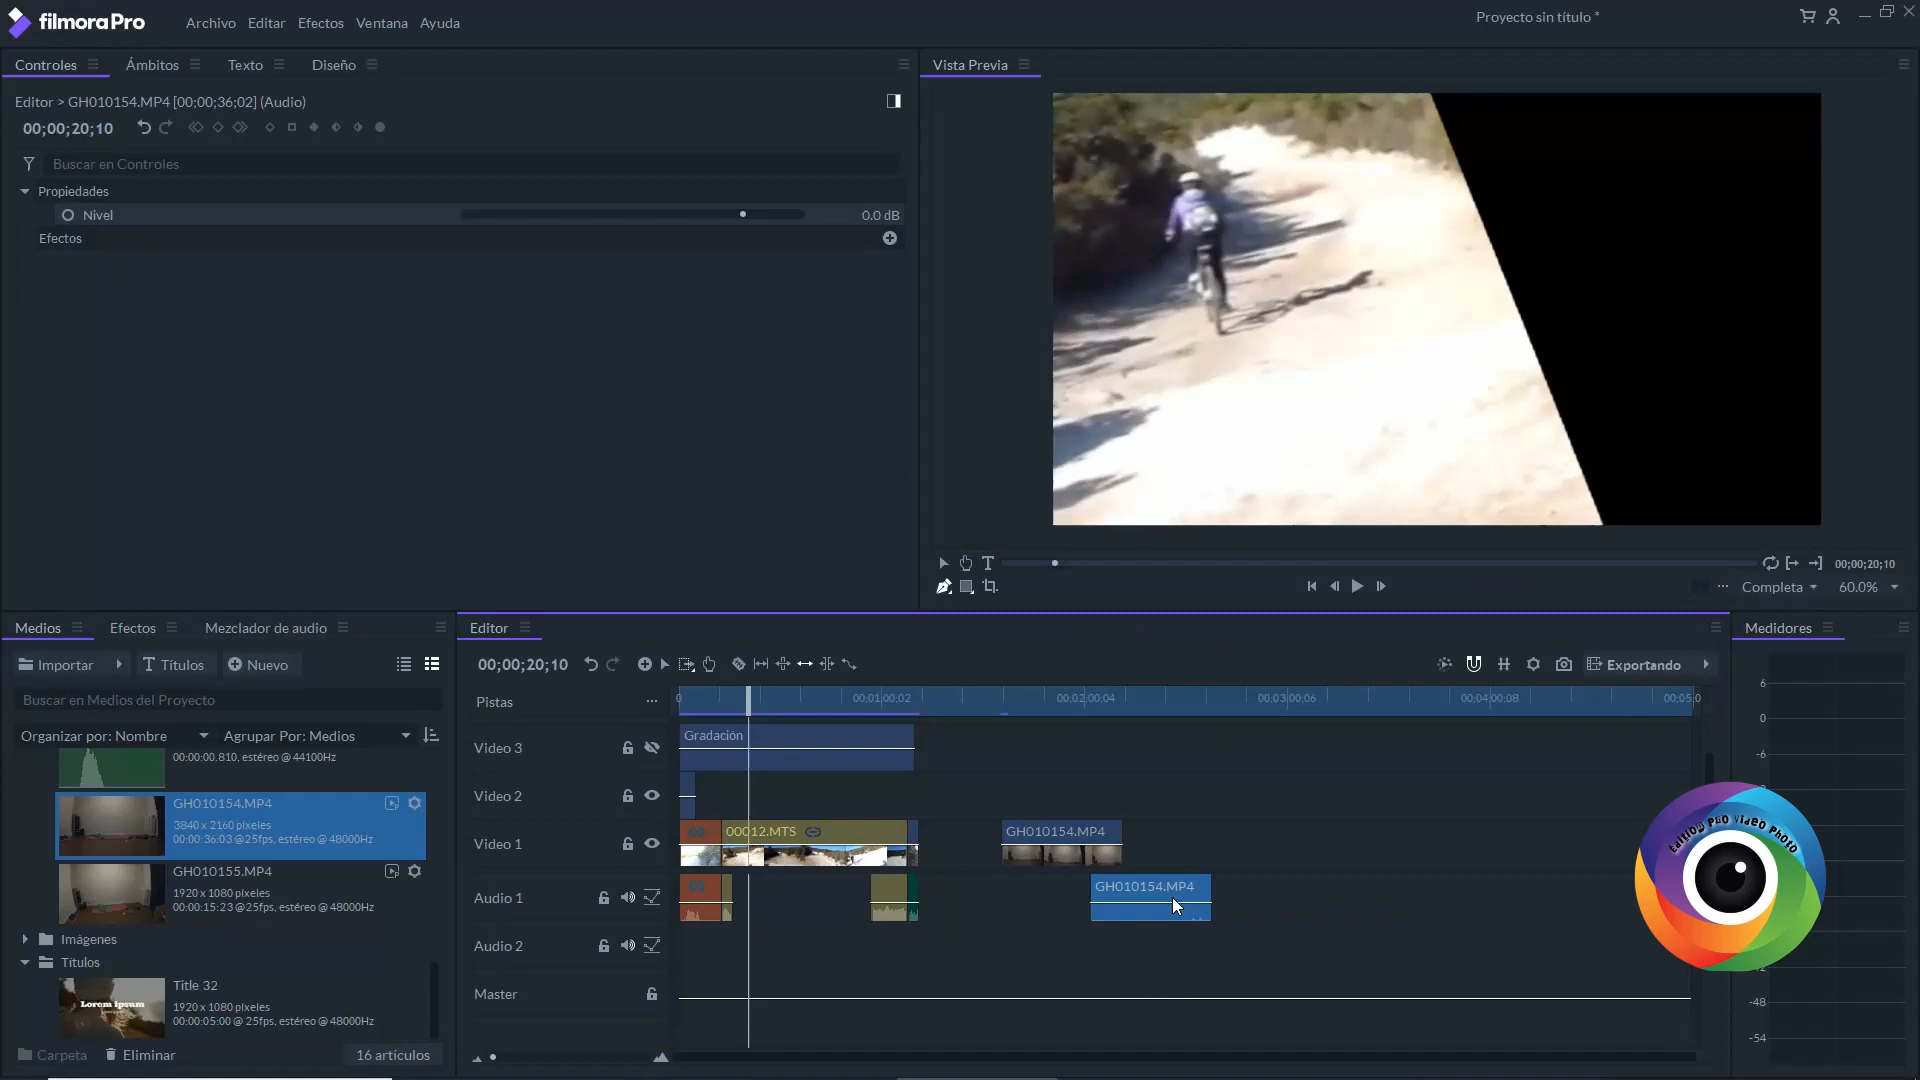 filmoraPro
Archivo Editar Efectos Ventana Ayuda
Proyecto sin título *
Controles Ámbitos Texto Diseño
Vista Previa
Editor > GH010154.MP4 [00;00;36;02] (Audio)
00;00;20;10
Buscar en Controles
Propiedades
Nivel 0.0 dB
Efectos
00;00;20;10
Completa 60.0%
Medios Efectos Mezclador de audio
Importar Títulos Nuevo
Buscar en Medios del Proyecto
Organizar por: Nombre Agrupar Por: Medios
00:00:00.810, estéreo @ 44100Hz
GH010154.MP4
3840 x 2160 píxeles
00:00:36:03 @ 25fps, estéreo @ 48000Hz
GH010155.MP4
1920 x 1080 píxeles
00:00:15:23 @ 25fps, estéreo @ 48000Hz
Imágenes
Títulos
Lorem ipsum
Title 32
1920 x 1080 píxeles
00:00:05:00 @ 25fps, estéreo @ 48000Hz
Carpeta Eliminar 16 artículos
Editor
00;00;20;10
Exportando
Pistas
0 00;01;00;02 00;02;00;04 00;03;00;06 00;04;00;08 00;05;0
Video 3 Gradación
Video 2
Video 1 00012.MTS GH010154.MP4
Audio 1 GH010154.MP4
Audio 2
Master
Medidores
6
0
-6
-48
-54
Edition Pro Video Photo